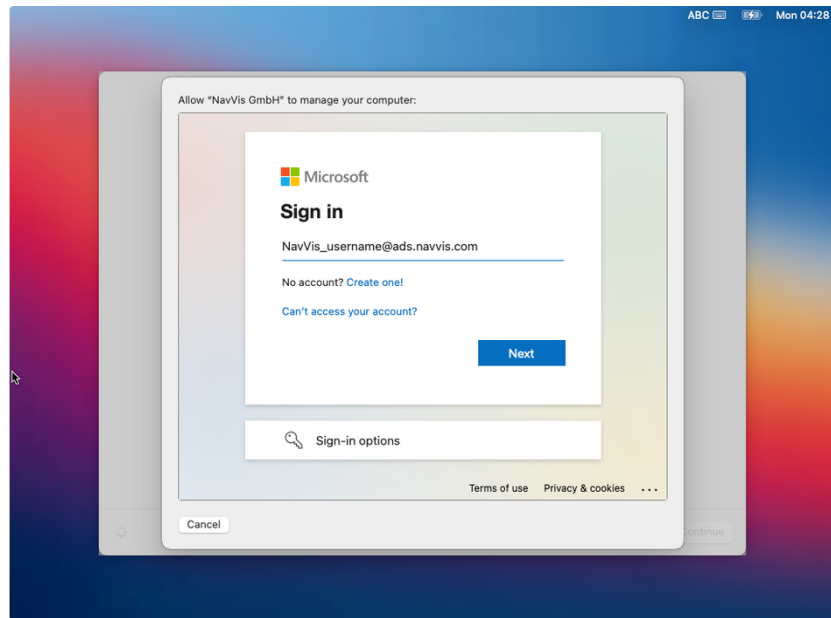 ABC Mon 04:28
Allow “NavVis GmbH” to manage your computer:
Microsoft
Sign in
NavVis_username@ads.navvis.com
No account? Create one!
Can’t access your account?
Next
Sign-in options
Terms of use Privacy & cookies ...
Cancel
Continue